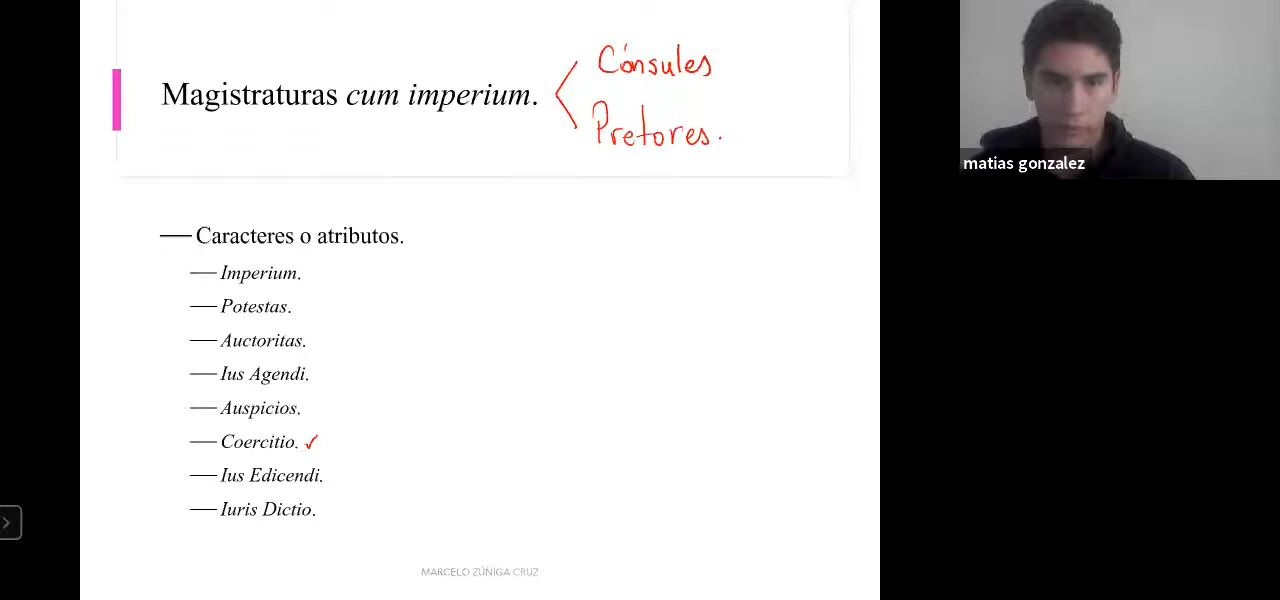 Magistraturas cum imperium.
Cónsules
Pretores.
matias gonzalez
Caracteres o atributos.
Imperium.
Potestas.
Auctoritas.
Ius Agendi.
Auspicios.
Coercitio. ✓
Ius Edicendi.
Iuris Dictio.
MARCELO ZÚÑIGA CRUZ